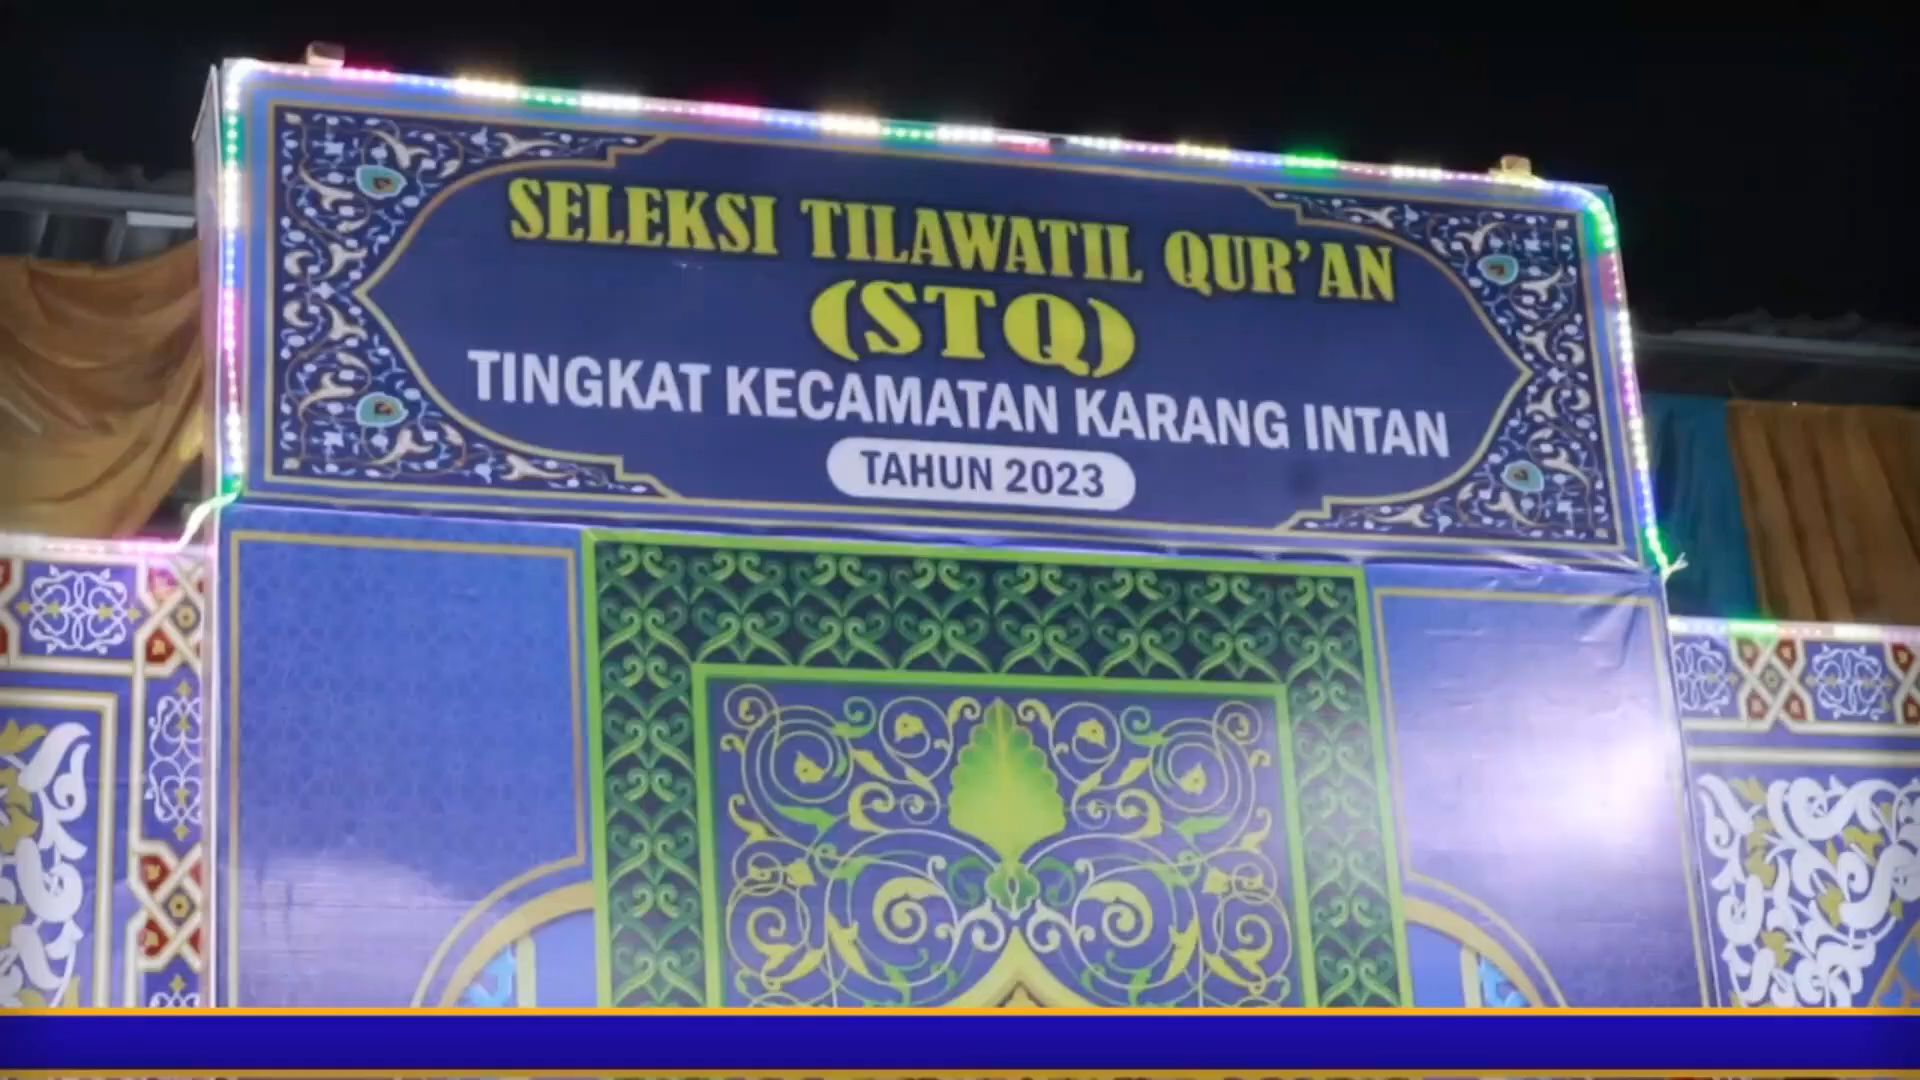 SELEKSI TILAWATIL QUR'AN
(STQ)
TINGKAT KECAMATAN KARANG INTAN
TAHUN 2023